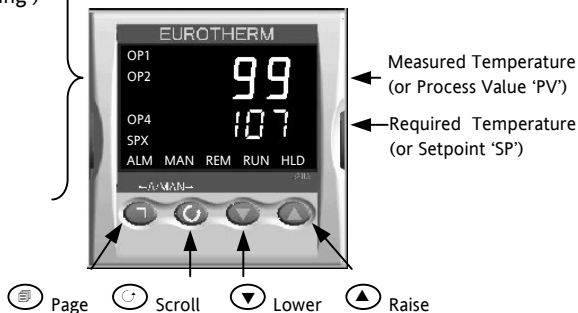 ing')
EUROTHERM
OP1
OP2
99
OP4
107
SPX
ALM MAN REM RUN HLD
A/MAN
Measured Temperature
(or Process Value ‘PV’)
Required Temperature
(or Setpoint ‘SP’)
Page Scroll Lower Raise